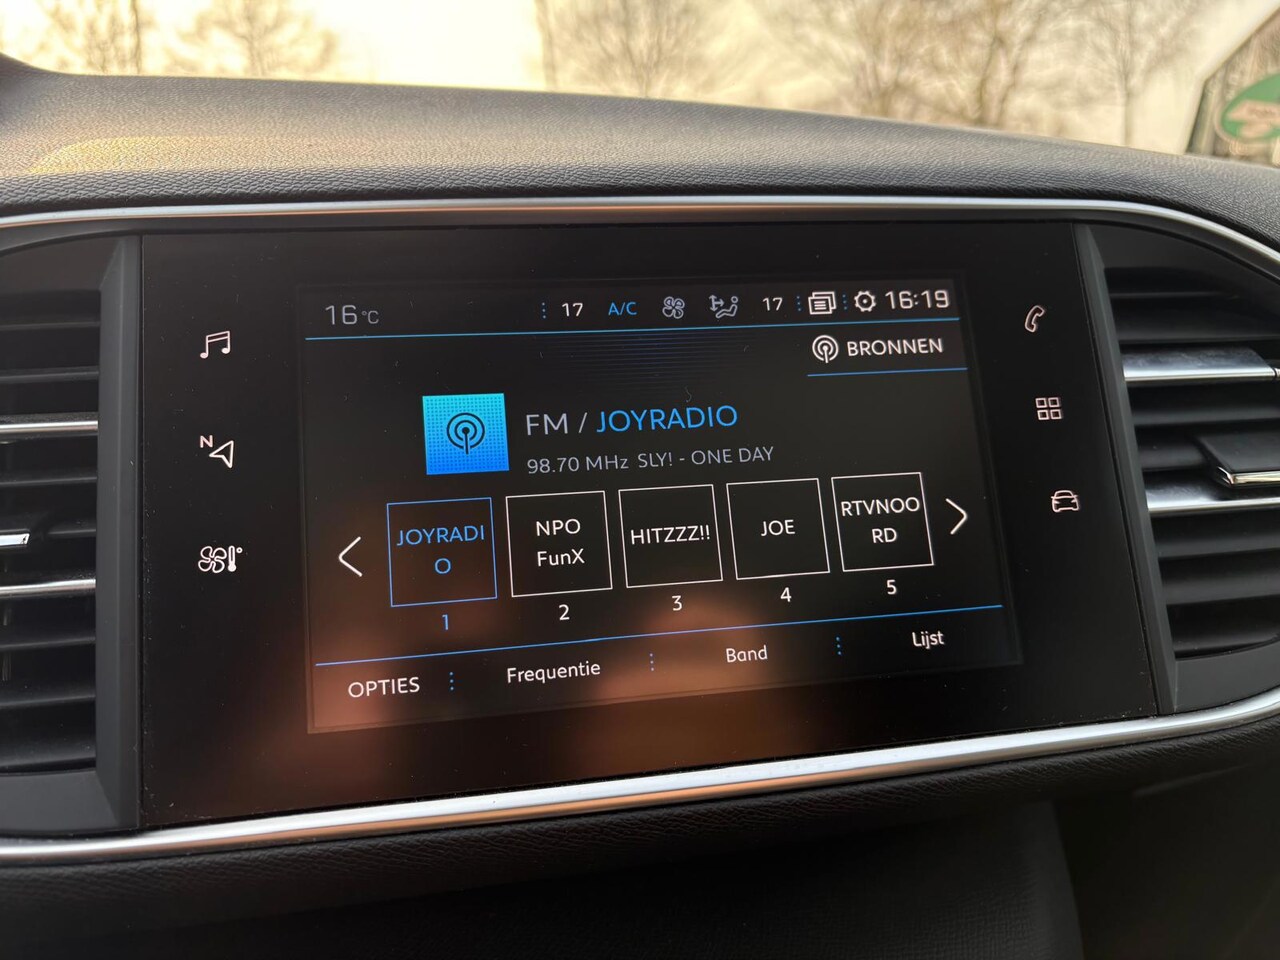 16°C 17 A/C 17 16:19
BRONNEN
FM / JOYRADIO
98.70 MHz SLY! - ONE DAY
N
JOYRADI
O
NPO
FunX
HITZZZ!!
JOE
RTVNOO
RD
1 2 3 4 5
OPTIES Frequentie Band Lijst